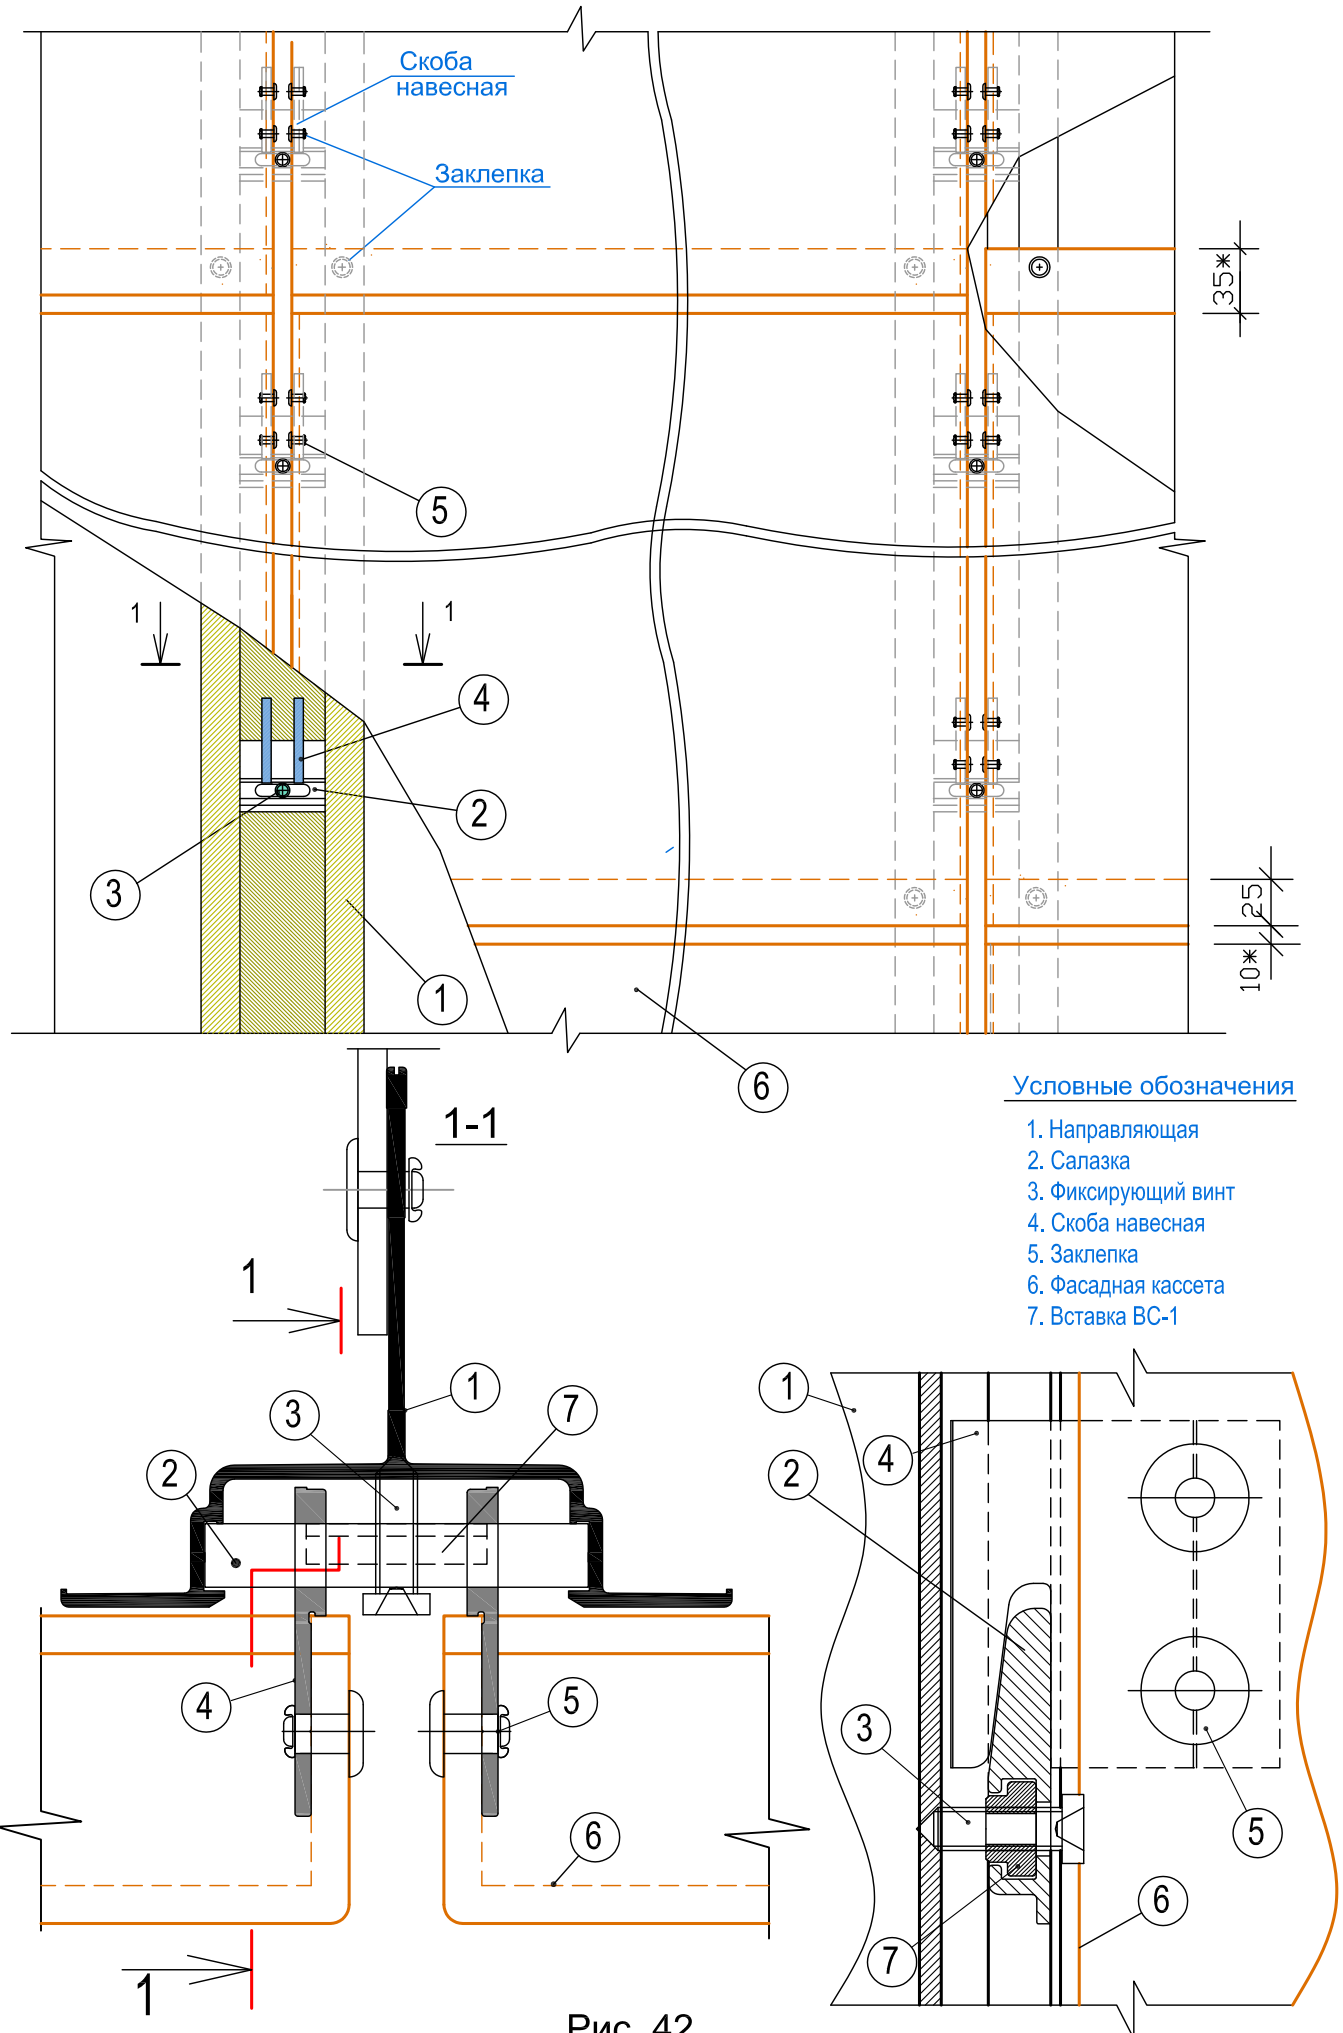 Скоба
навесная
Заклепка
35*
5
1
1
4
2
3
25
1
10*
6
Условные обозначения
1-1
1. Направляющая
2. Салазка
3. Фиксирующий винт
4. Скоба навесная
5. Заклепка
6. Фасадная кассета
7. Вставка ВС-1
1
1
3
7
1
4
2
2
4
5
3
5
6
6
7
1
Рис. 42